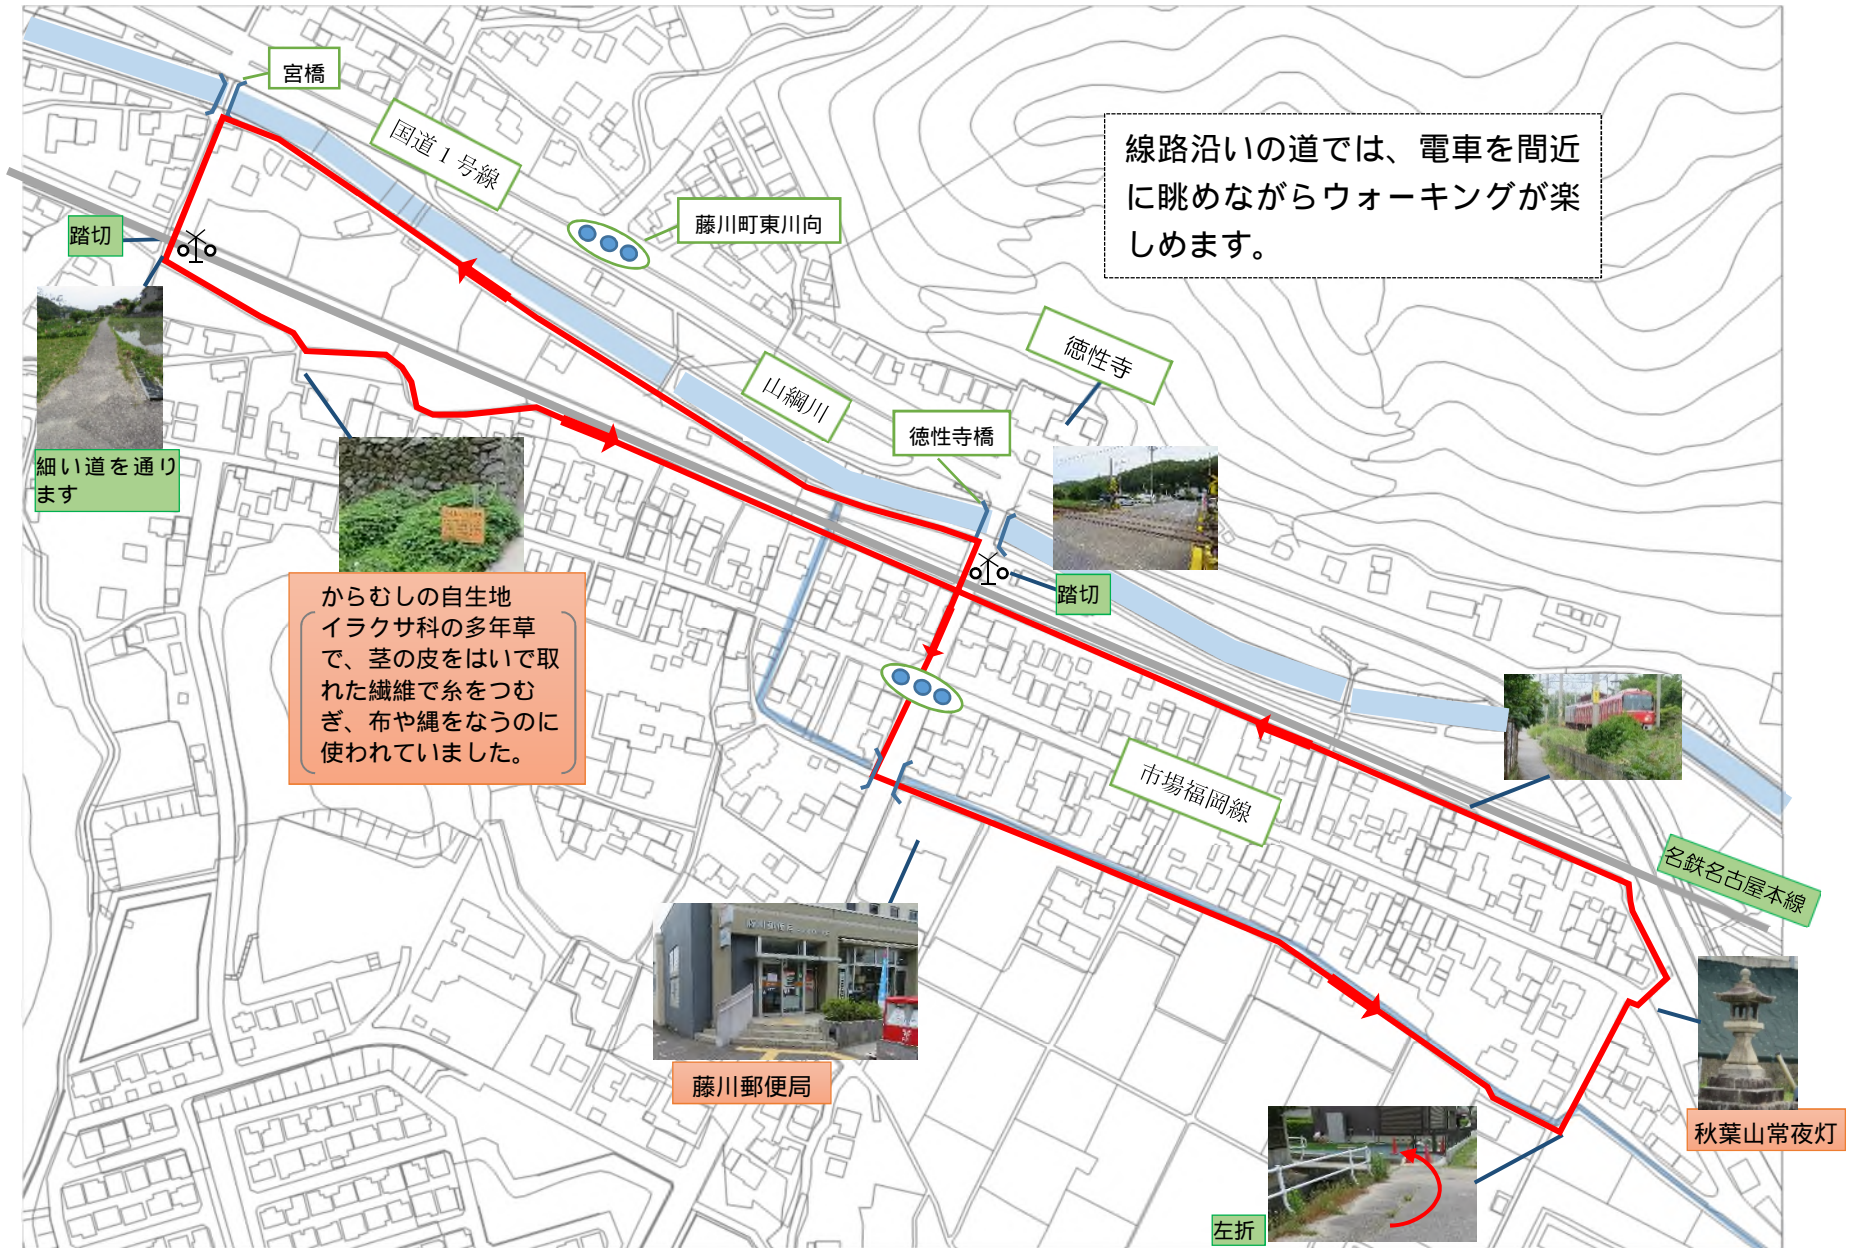 宮橋
国道1号線
藤川町東川向
線路沿いの道では、電車を間近
に眺めながらウォーキングが楽
しめます。
踏切
徳性寺
山綱川
徳性寺橋
細い道を通り
ます
踏切
からむしの自生地
イラクサ科の多年草
で、茎の皮をはいで取
れた繊維で糸をつむ
ぎ、布や縄をなうのに
使われていました。
市場福岡線
名鉄名古屋本線
藤川郵便局
秋葉山常夜灯
左折